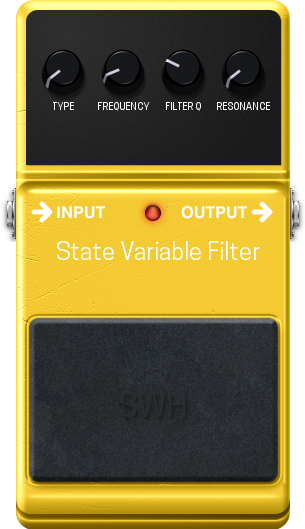 TYPE FREQUENCY FILTER Q RESONANCE
INPUT OUTPUT
State Variable Filter
SWH